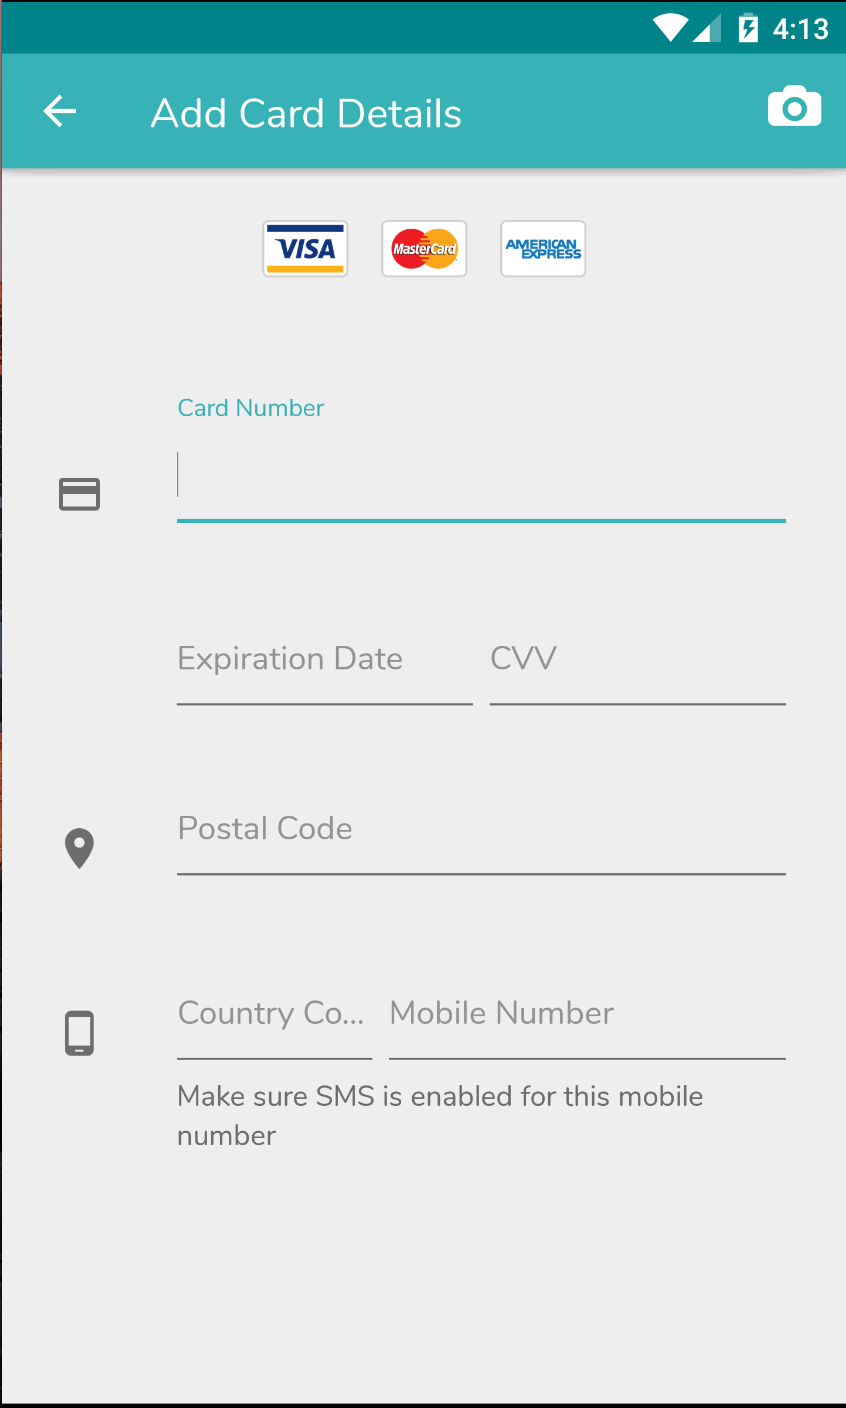 4:13
Add Card Details
VISA MasterCard AMERICAN EXPRESS
Card Number
Expiration Date CVV
Postal Code
Country Co... Mobile Number
Make sure SMS is enabled for this mobile
number